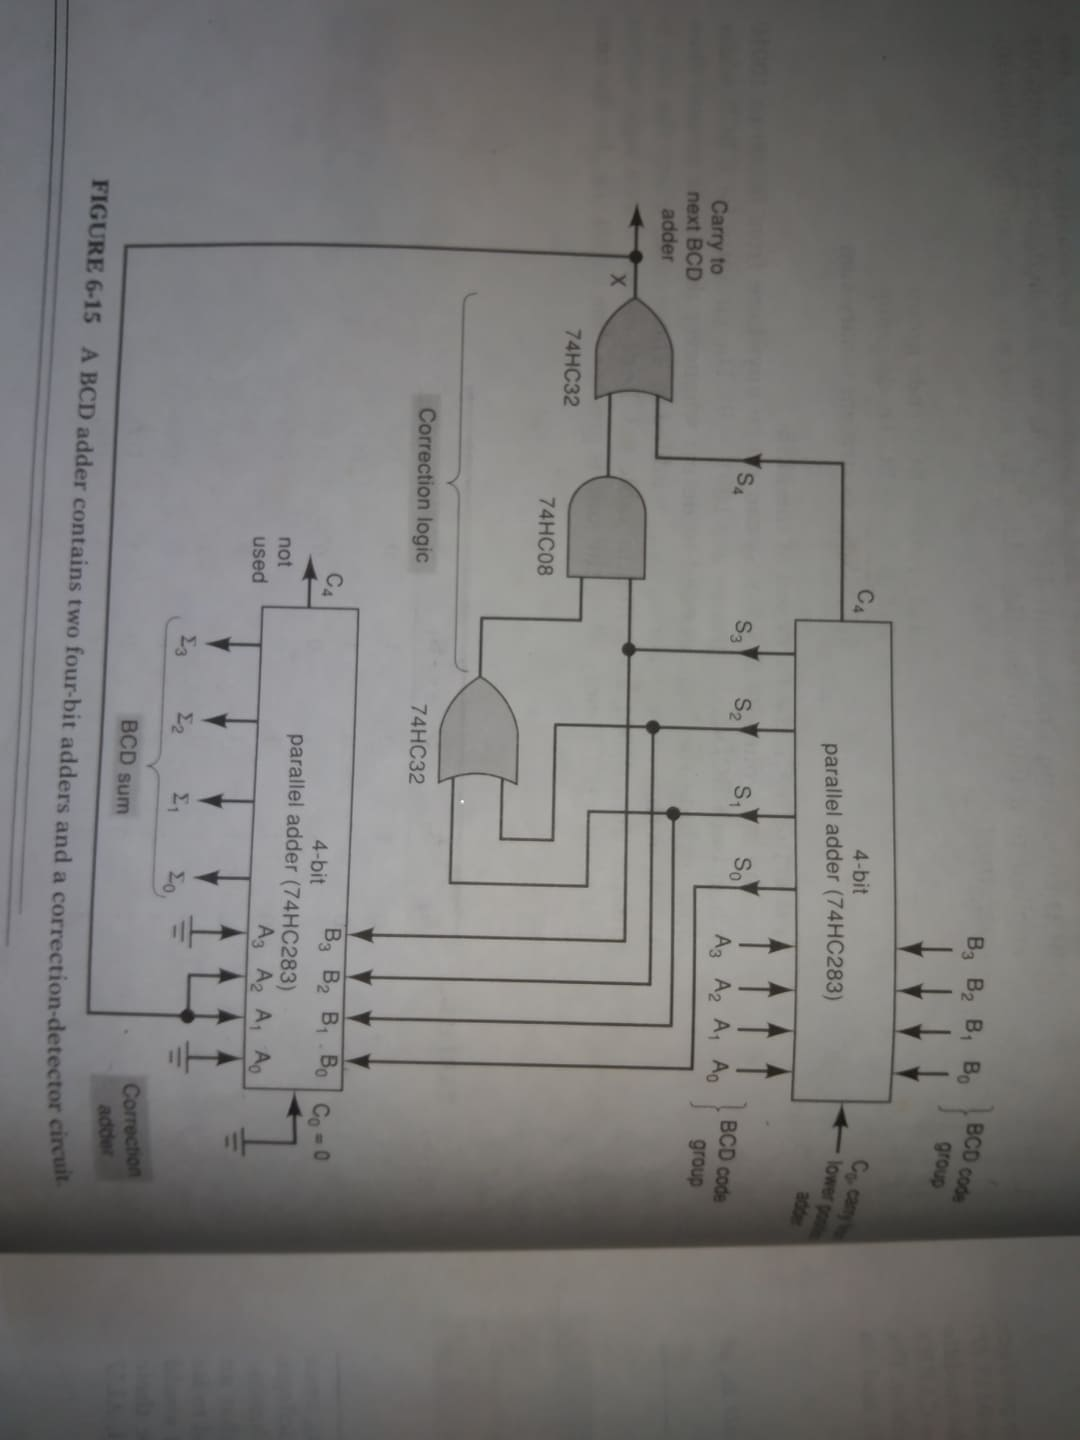 B₃ B₂ B₁ B₀ } BCD code
group
C₀, carry
lower
adder
C₄
4-bit
parallel adder (74HC283)
S₄
S₃
S₂
S₁
S₀
A₃ A₂ A₁ A₀ } BCD code
group
Carry to
next BCD
adder
X
74HC32
74HC08
Correction logic
74HC32
C₄
not
used
B₃ B₂ B₁ B₀
C₀ = 0
4-bit
parallel adder (74HC283)
A₃ A₂ A₁ A₀
Σ₃ Σ₂ Σ₁ Σ₀
BCD sum
Correction
adder
FIGURE 6-15 A BCD adder contains two four-bit adders and a correction-detector circuit.